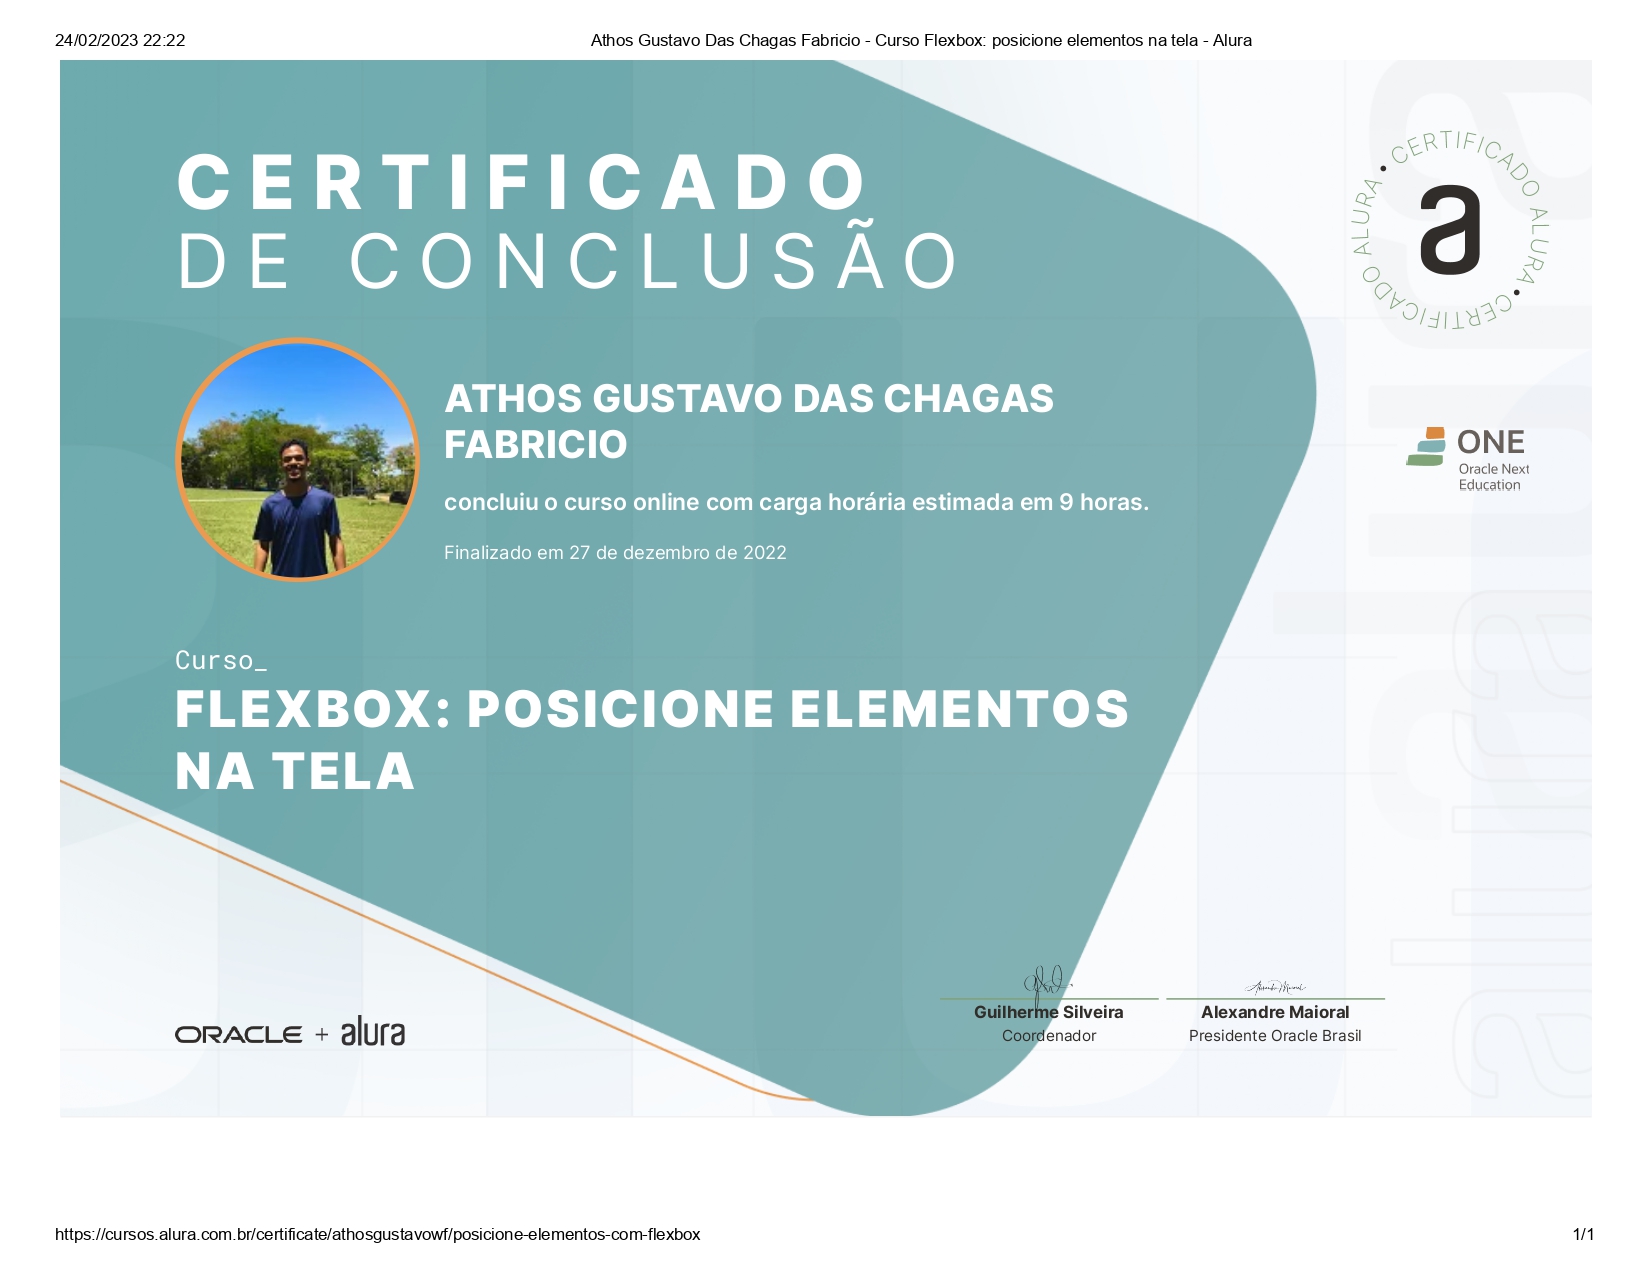 24/02/2023 22:22
Athos Gustavo Das Chagas Fabricio - Curso Flexbox: posicione elementos na tela - Alura
CERTIFICADO
DE CONCLUSÃO
CERTIFICADO ALURA • CERTIFICADO ALURA •
a
ATHOS GUSTAVO DAS CHAGAS
FABRICIO
concluiu o curso online com carga horária estimada em 9 horas.
Finalizado em 27 de dezembro de 2022
ONE
Oracle Next
Education
Curso_
FLEXBOX: POSICIONE ELEMENTOS
NA TELA
alura
alura
ORACLE + alura
Guilherme Silveira
Coordenador
Alexandre Maioral
Presidente Oracle Brasil
https://cursos.alura.com.br/certificate/athosgustavowf/posicione-elementos-com-flexbox
1/1